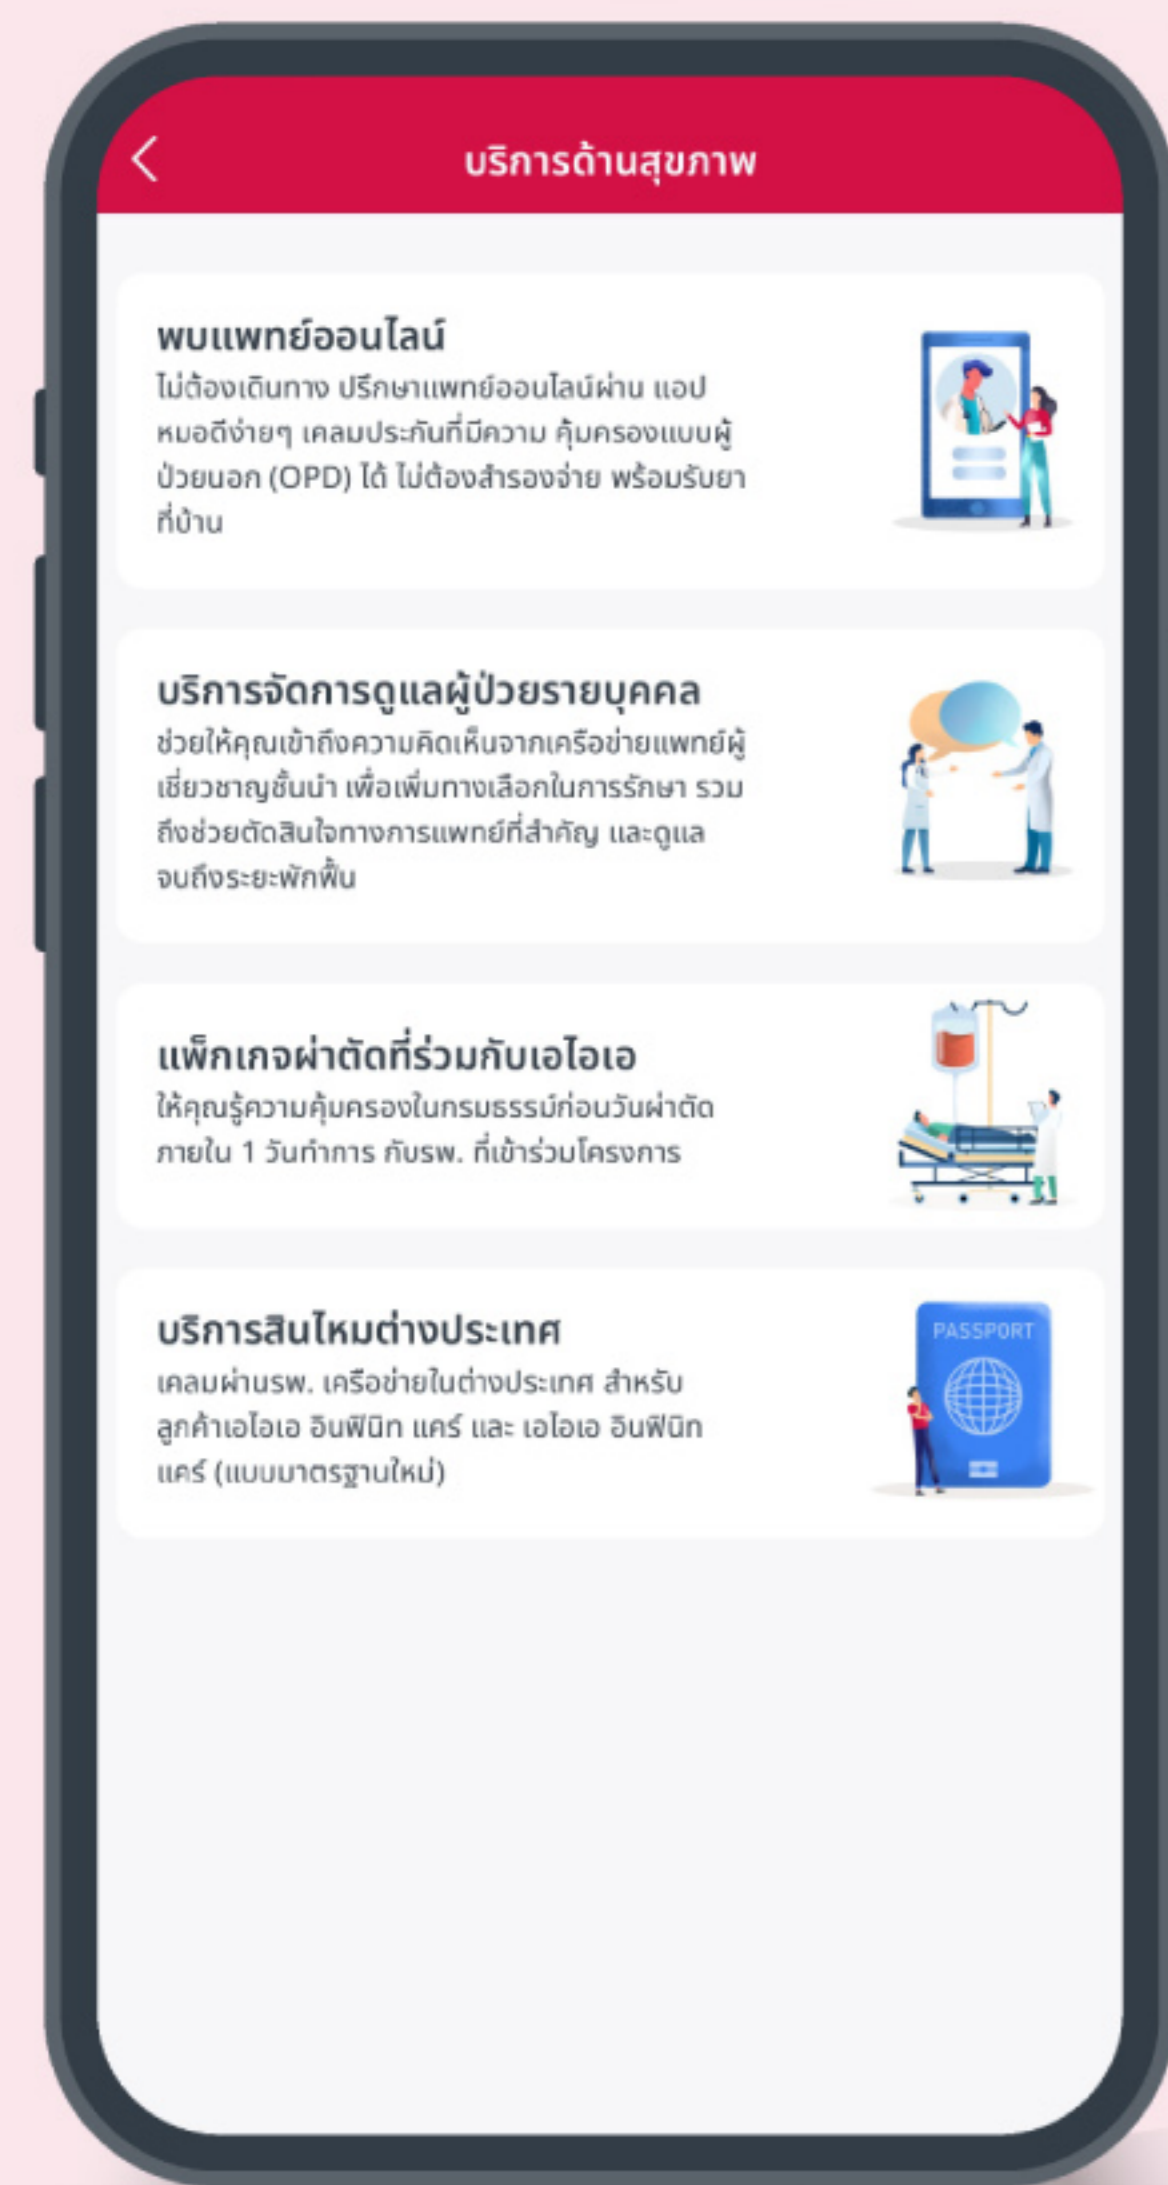 บริการด้านสุขภาพ
พบแพทย์ออนไลน์
ไม่ต้องเดินทาง ปรึกษาแพทย์ออนไลน์ผ่าน แอป
หมอดีง่ายๆ เคลมประกันที่มีความ คุ้มครองแบบผู้
ป่วยนอก (OPD) ได้ ไม่ต้องสำรองจ่าย พร้อมรับยา
ที่บ้าน
บริการจัดการดูแลผู้ป่วยรายบุคคล
ช่วยให้คุณเข้าถึงความคิดเห็นจากเครือข่ายแพทย์ผู้
เชี่ยวชาญชั้นนำ เพื่อเพิ่มทางเลือกในการรักษา รวม
ถึงช่วยตัดสินใจทางการแพทย์ที่สำคัญ และดูแล
จนถึงระยะพักฟื้น
แพ็กเกจผ่าตัดที่ร่วมกับเอไอเอ
ให้คุณรู้ความคุ้มครองในกรมธรรม์ก่อนวันผ่าตัด
ภายใน 1 วันทำการ กับรพ. ที่เข้าร่วมโครงการ
บริการสินไหมต่างประเทศ
เคลมผ่านรพ. เครือข่ายในต่างประเทศ สำหรับ
ลูกค้าเอไอเอ อินฟินิท แคร์ และ เอไอเอ อินฟินิท
แคร์ (แบบมาตรฐานใหม่)
PASSPORT